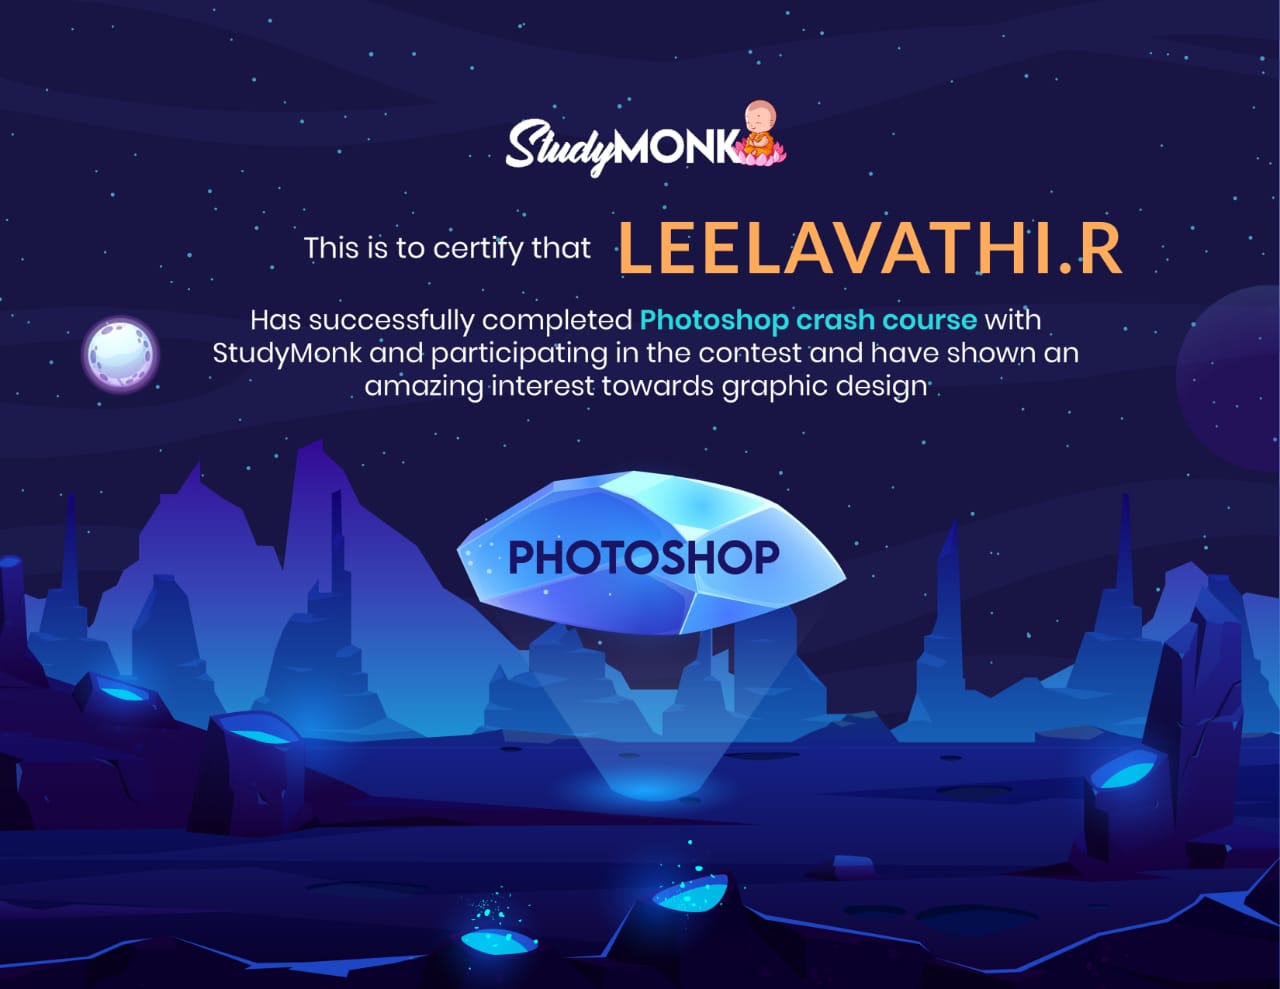 StudyMONK
This is to certify that LEELAVATHI.R
Has successfully completed Photoshop crash course with
StudyMonk and participating in the contest and have shown an
amazing interest towards graphic design
PHOTOSHOP